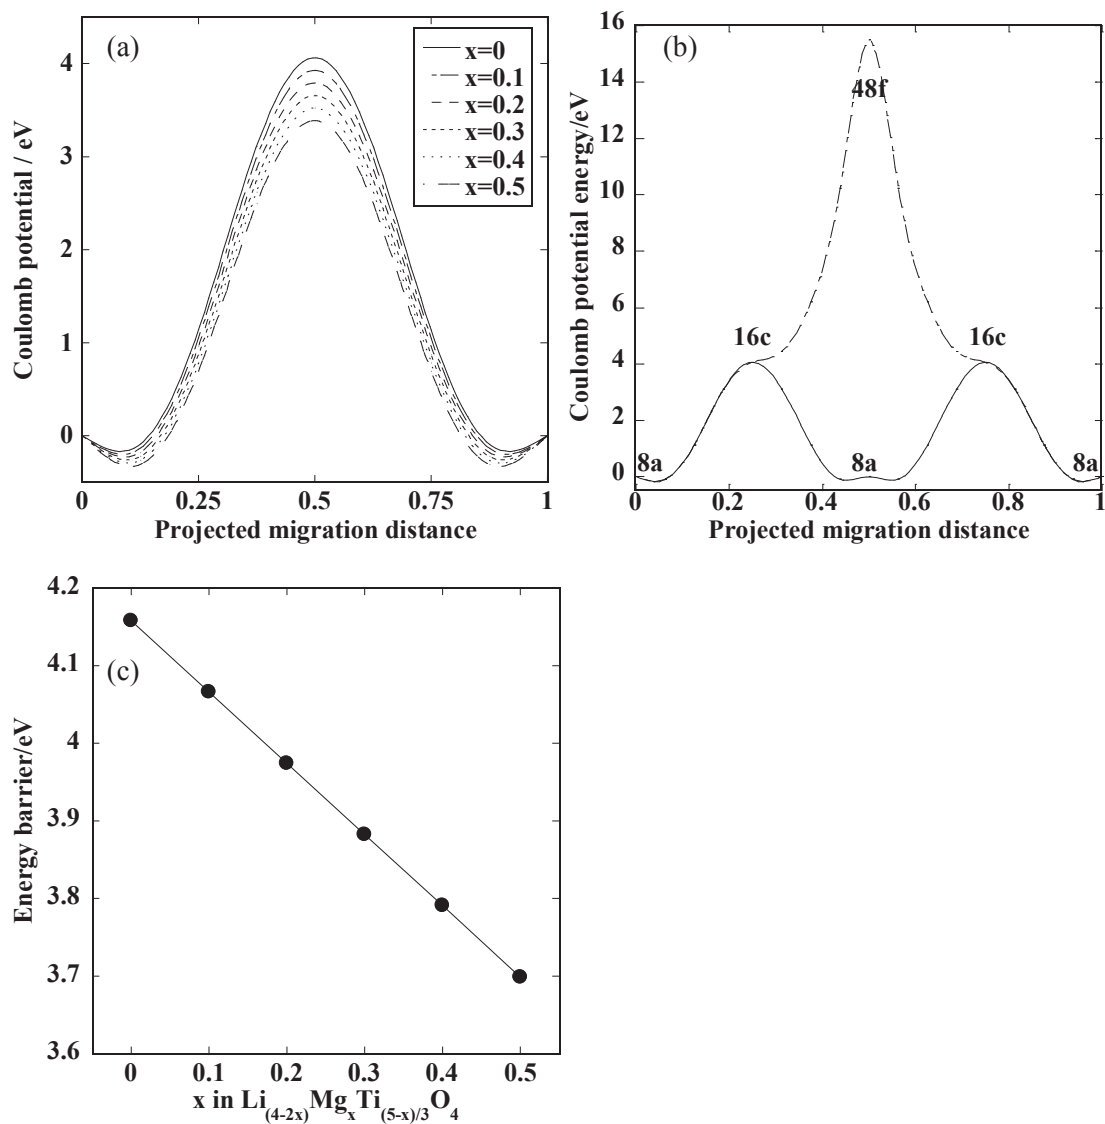 (a)
x=0
x=0.1
x=0.2
x=0.3
x=0.4
x=0.5
Coulomb potential / eV
4
3
2
1
0
0 0.25 0.5 0.75 1
Projected migration distance
(b)
Coulomb potential energy/eV
16
14
12
10
8
6
4
2
0
48f
16c 16c
8a 8a 8a
0 0.2 0.4 0.6 0.8 1
Projected migration distance
(c)
Energy barrier/eV
4.2
4.1
4
3.9
3.8
3.7
3.6
0 0.1 0.2 0.3 0.4 0.5
x in Li(4-2x)MgxTi(5-x)/3O4